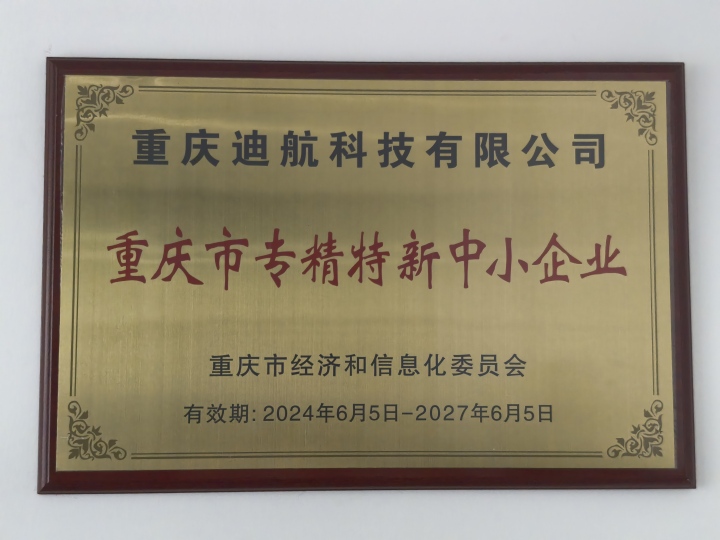 重庆迪航科技有限公司
重庆市专精特新中小企业
重庆市经济和信息化委员会
有效期: 2024年6月5日-2027年6月5日